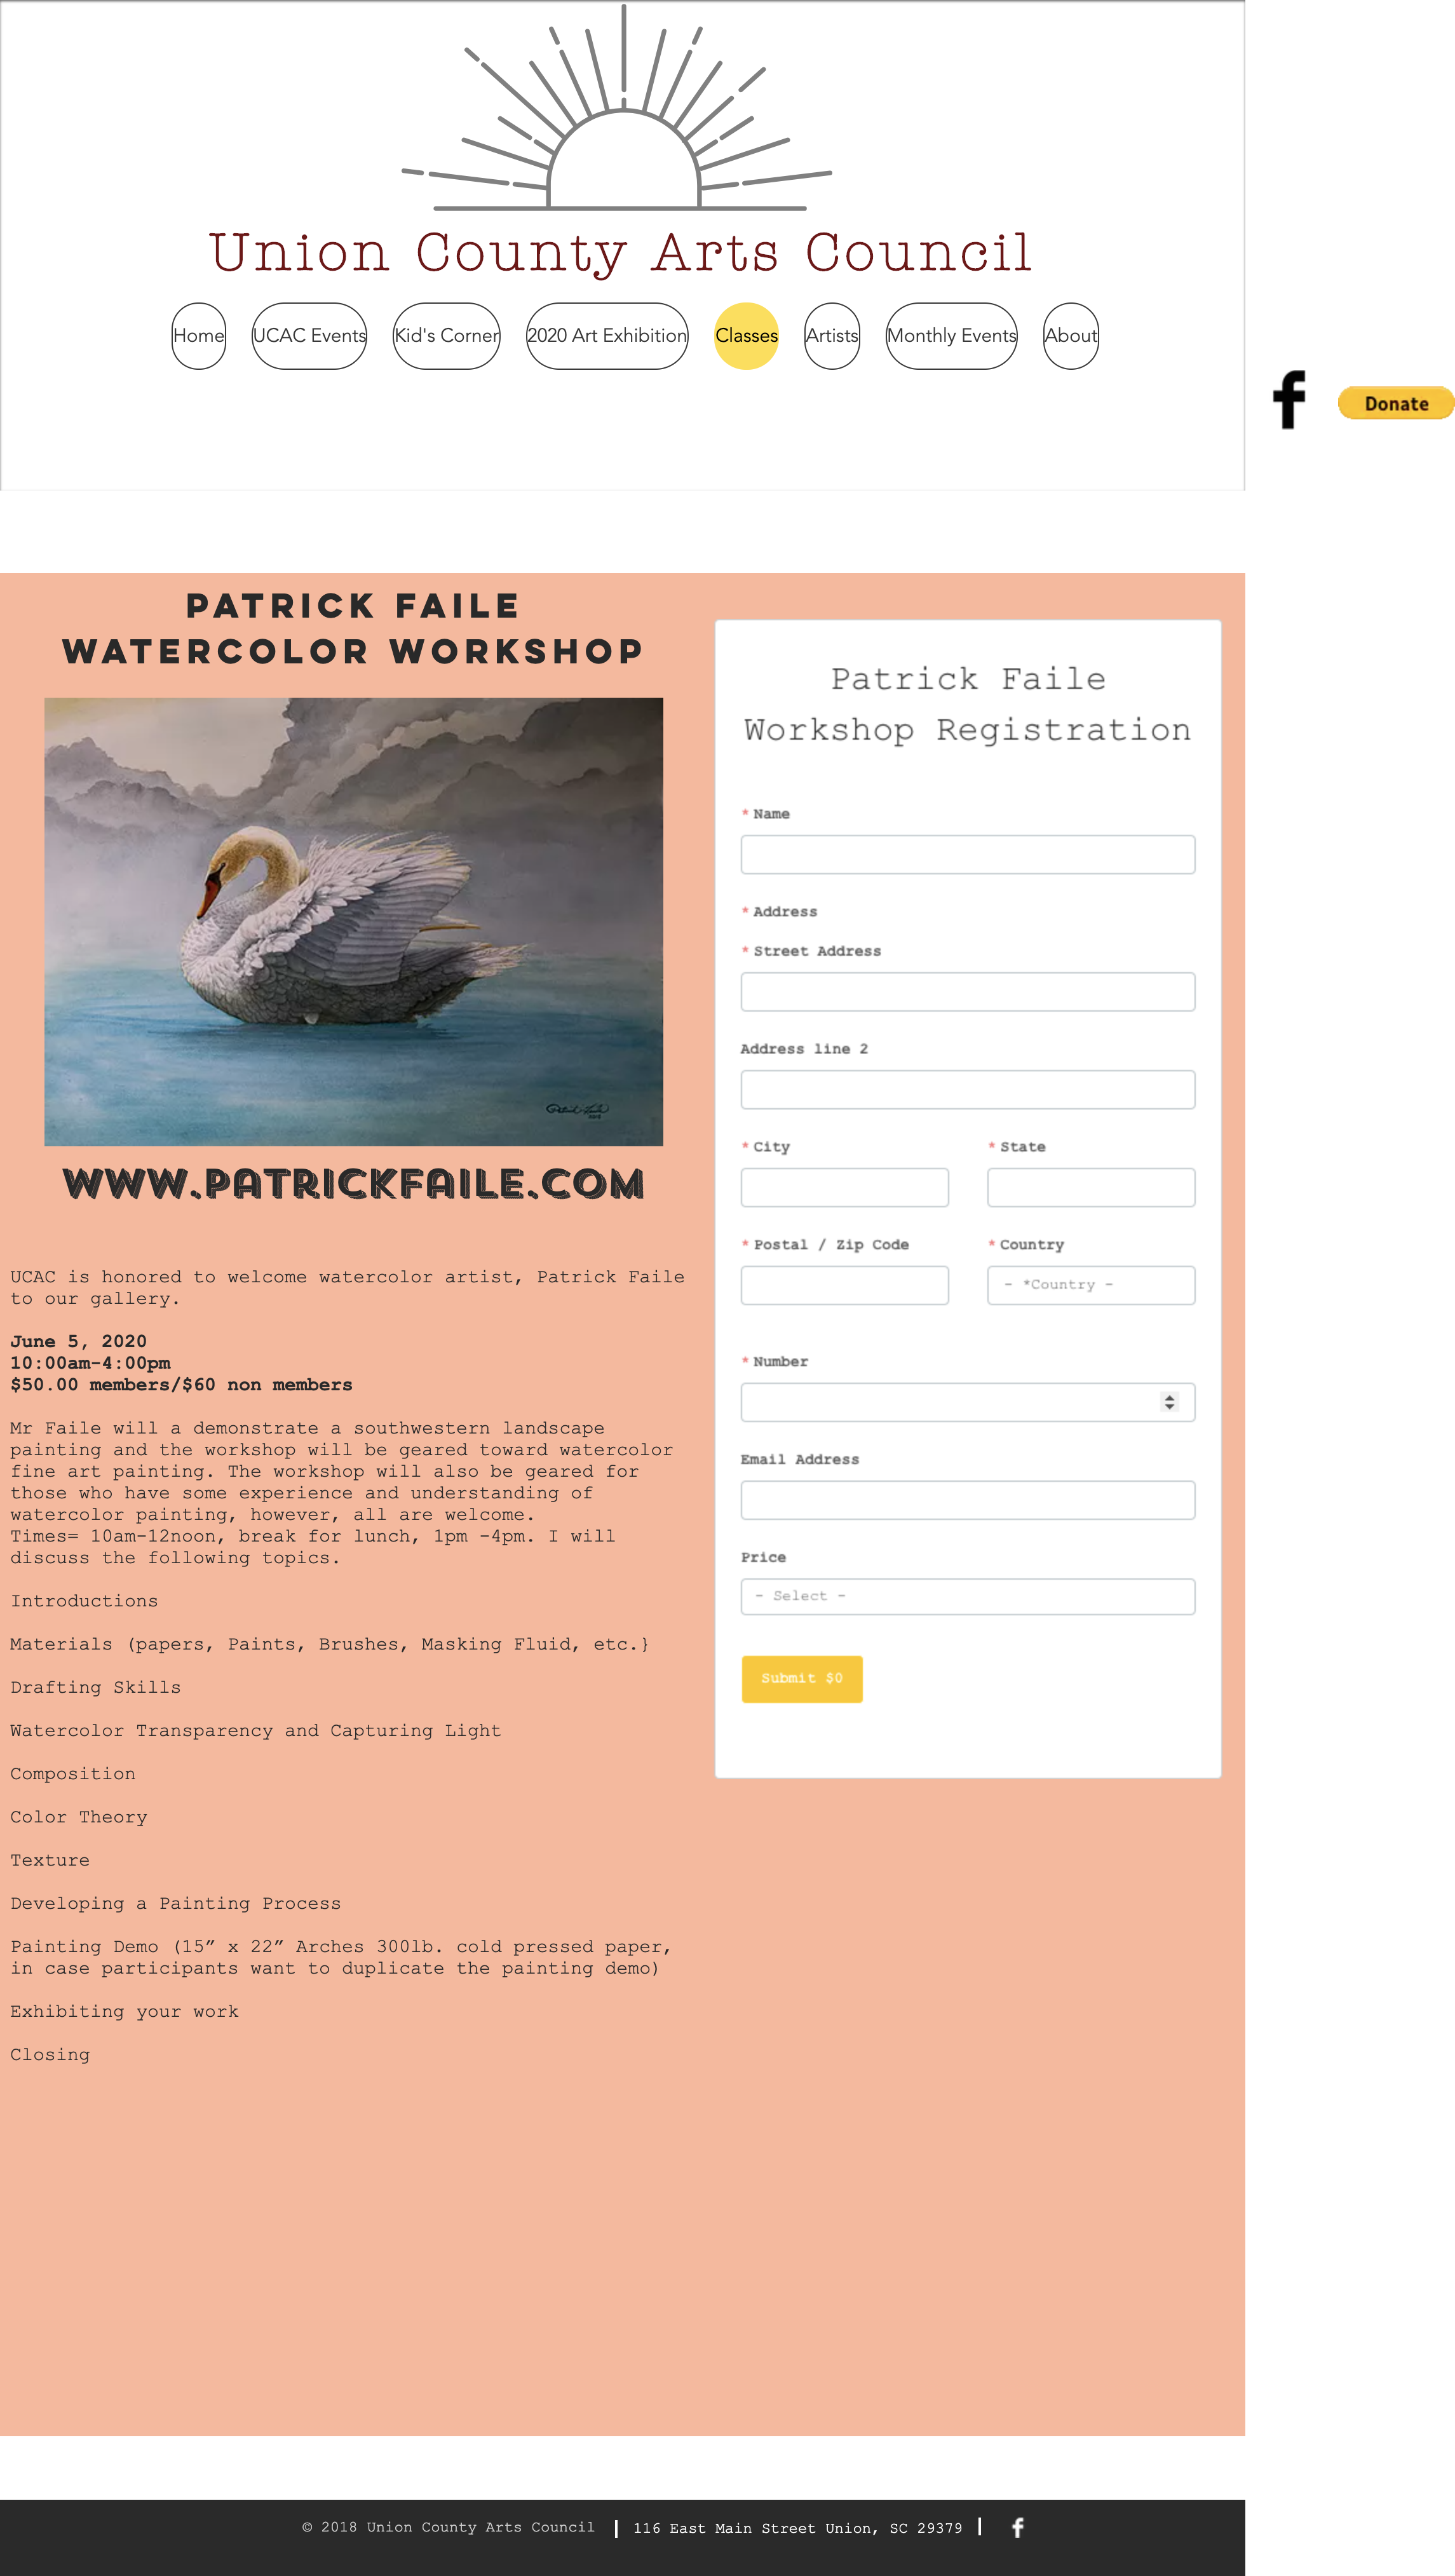 Union County Arts Council
Home
UCAC Events
Kid's Corner
2020 Art Exhibition
Classes
Artists
Monthly Events
About
f
Donate
PATRICK FAILE
WATERCOLOR WORKSHOP
WWW.PATRICKFAILE.COM
UCAC is honored to welcome watercolor artist, Patrick Faile
to our gallery.
June 5, 2020
10:00am-4:00pm
$50.00 members/$60 non members
Mr Faile will a demonstrate a southwestern landscape
painting and the workshop will be geared toward watercolor
fine art painting. The workshop will also be geared for
those who have some experience and understanding of
watercolor painting, however, all are welcome.
Times= 10am-12noon, break for lunch, 1pm -4pm. I will
discuss the following topics.
Introductions
Materials (papers, Paints, Brushes, Masking Fluid, etc.}
Drafting Skills
Watercolor Transparency and Capturing Light
Composition
Color Theory
Texture
Developing a Painting Process
Painting Demo (15” x 22” Arches 300lb. cold pressed paper,
in case participants want to duplicate the painting demo)
Exhibiting your work
Closing
Patrick Faile
Workshop Registration
* Name
* Address
* Street Address
Address line 2
* City
* State
* Postal / Zip Code
* Country
- *Country -
* Number
Email Address
Price
- Select -
Submit $0
© 2018 Union County Arts Council
116 East Main Street Union, SC 29379
f